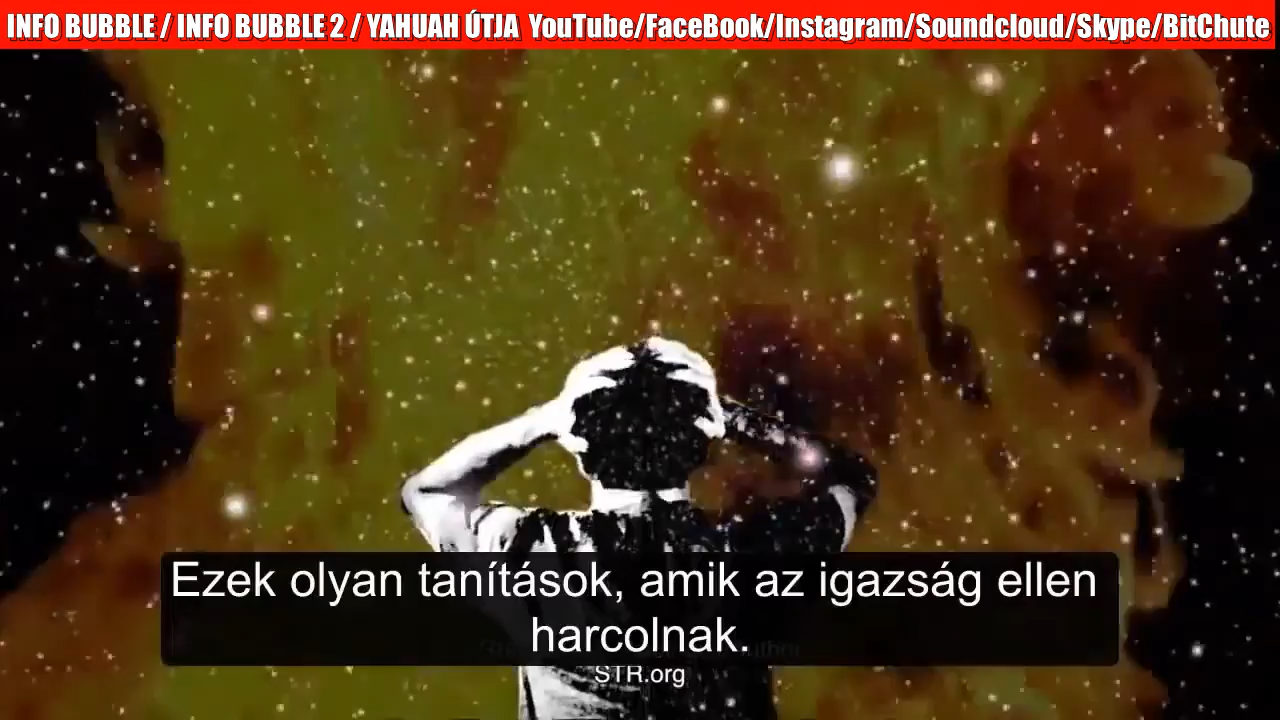 INFO BUBBLE / INFO BUBBLE 2 / YAHUAH ÚTJA YouTube/FaceBook/Instagram/Soundcloud/Skype/BitChute
Ezek olyan tanítások, amik az igazság ellen
harcolnak.
STR.org